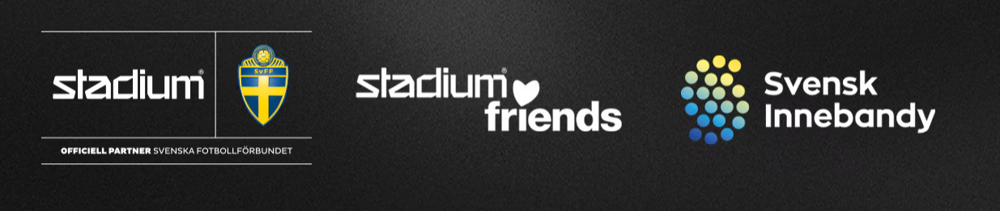 stadium®
SvFF
OFFICIELL PARTNER SVENSKA FOTBOLLFÖRBUNDET
stadium®
friends
Svensk
Innebandy